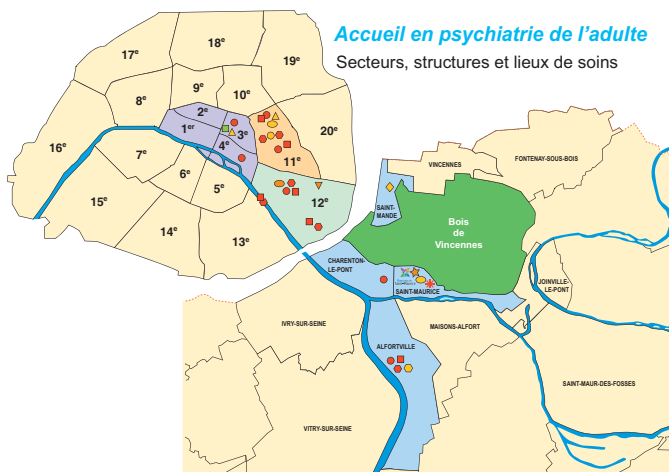 Accueil en psychiatrie de l'adulte
Secteurs, structures et lieux de soins
18e
17e
19e
9e
10e
8e
2e
1er
3e
20e
4e
16e
11e
7e
6e
5e
15e
12e
14e
13e
VINCENNES
FONTENAY-SOUS-BOIS
SAINT-
MANDE
Bois
de
Vincennes
CHARENTON-
LE-PONT
SAINT-MAURICE
JOINVILLE-
LE-PONT
IVRY-SUR-SEINE
MAISONS-ALFORT
ALFORTVILLE
SAINT-MAUR-DES-FOSSES
VITRY-SUR-SEINE